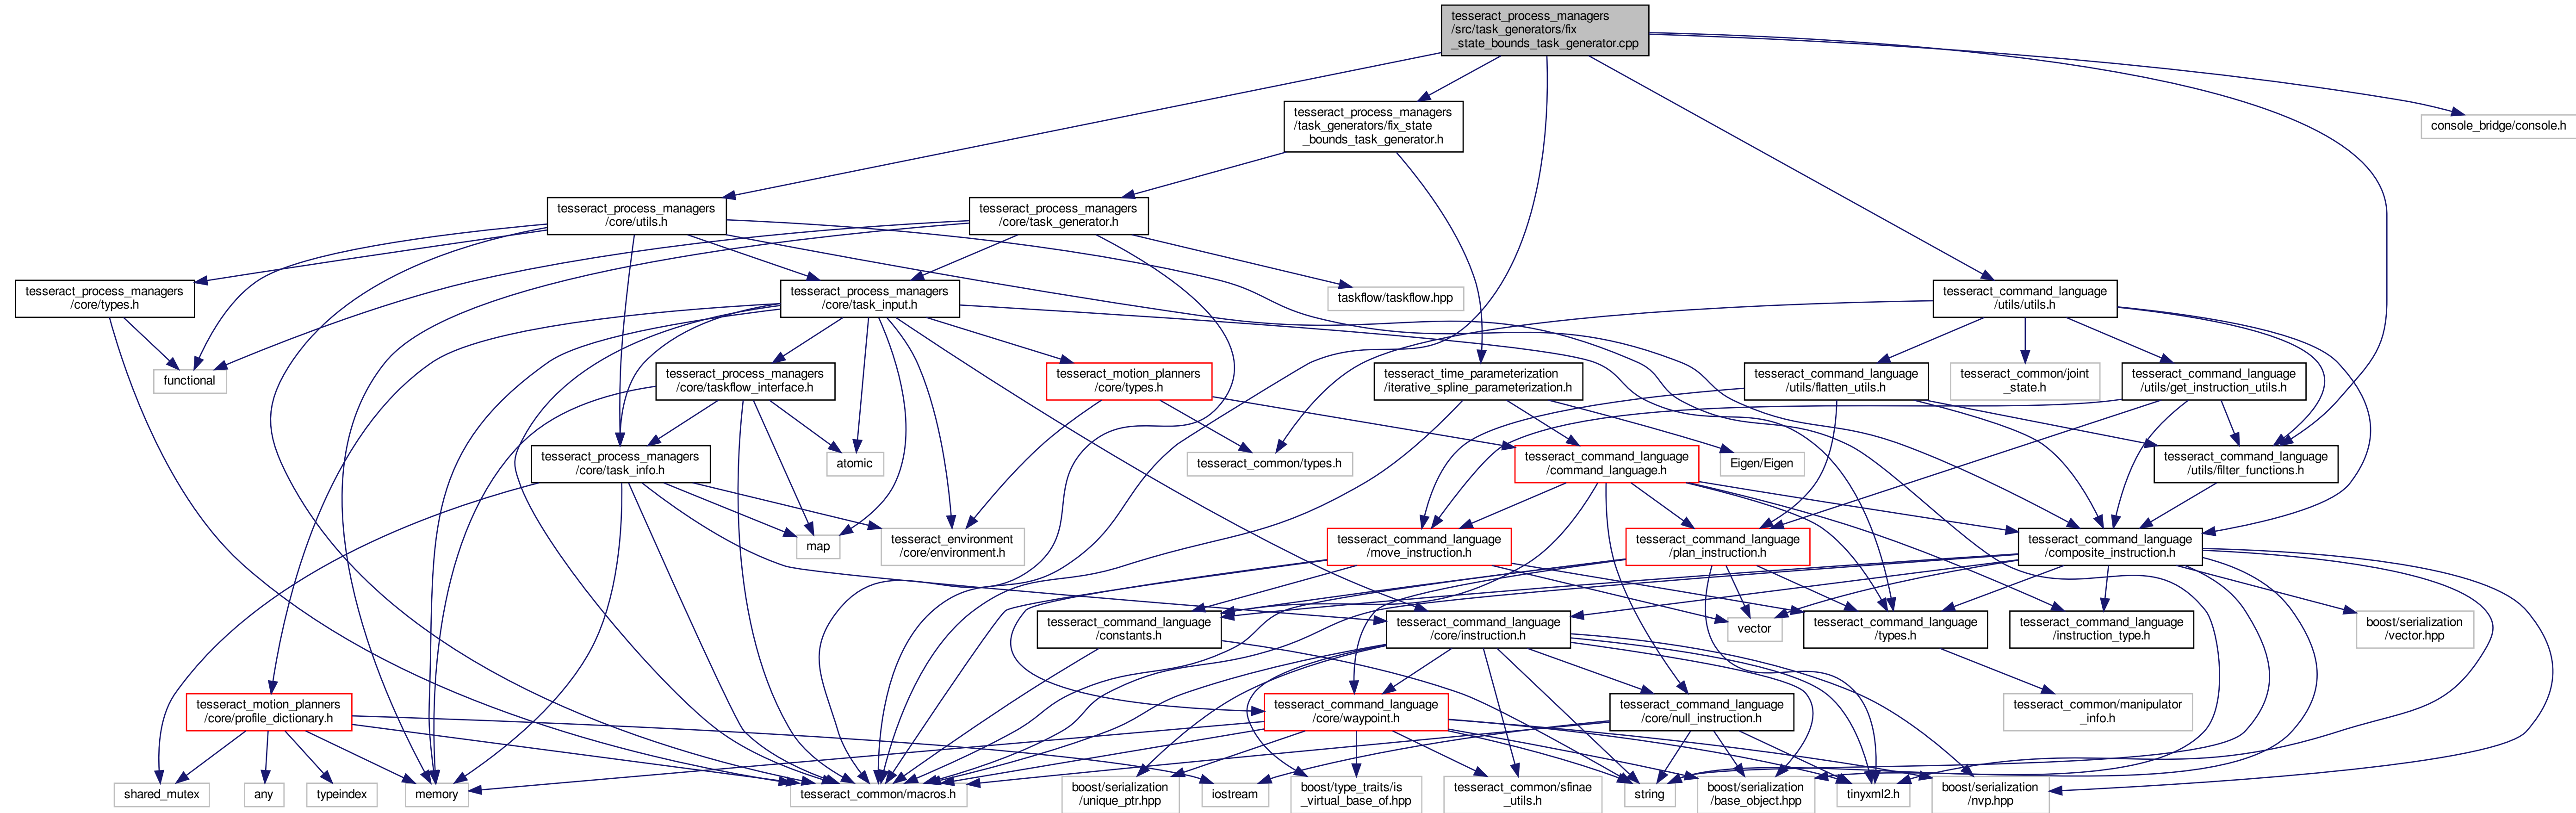 tesseract_process_managers
/src/task_generators/fix
_state_bounds_task_generator.cpp
tesseract_process_managers
/task_generators/fix_state
_bounds_task_generator.h
console_bridge/console.h
tesseract_process_managers
/core/utils.h
tesseract_process_managers
/core/task_generator.h
tesseract_process_managers
/core/types.h
tesseract_process_managers
/core/task_input.h
taskflow/taskflow.hpp
tesseract_command_language
/utils/utils.h
functional
tesseract_process_managers
/core/taskflow_interface.h
tesseract_motion_planners
/core/types.h
tesseract_time_parameterization
/iterative_spline_parameterization.h
tesseract_command_language
/utils/flatten_utils.h
tesseract_common/joint
_state.h
tesseract_command_language
/utils/get_instruction_utils.h
tesseract_process_managers
/core/task_info.h
atomic
tesseract_common/types.h
tesseract_command_language
/command_language.h
Eigen/Eigen
tesseract_command_language
/utils/filter_functions.h
map
tesseract_environment
/core/environment.h
tesseract_command_language
/move_instruction.h
tesseract_command_language
/plan_instruction.h
tesseract_command_language
/composite_instruction.h
tesseract_command_language
/constants.h
tesseract_command_language
/core/instruction.h
vector
tesseract_command_language
/types.h
tesseract_command_language
/instruction_type.h
boost/serialization
/vector.hpp
tesseract_motion_planners
/core/profile_dictionary.h
tesseract_command_language
/core/waypoint.h
tesseract_command_language
/core/null_instruction.h
tesseract_common/manipulator
_info.h
shared_mutex
any
typeindex
memory
tesseract_common/macros.h
boost/serialization
/unique_ptr.hpp
iostream
boost/type_traits/is
_virtual_base_of.hpp
tesseract_common/sfinae
_utils.h
string
boost/serialization
/base_object.hpp
tinyxml2.h
boost/serialization
/nvp.hpp